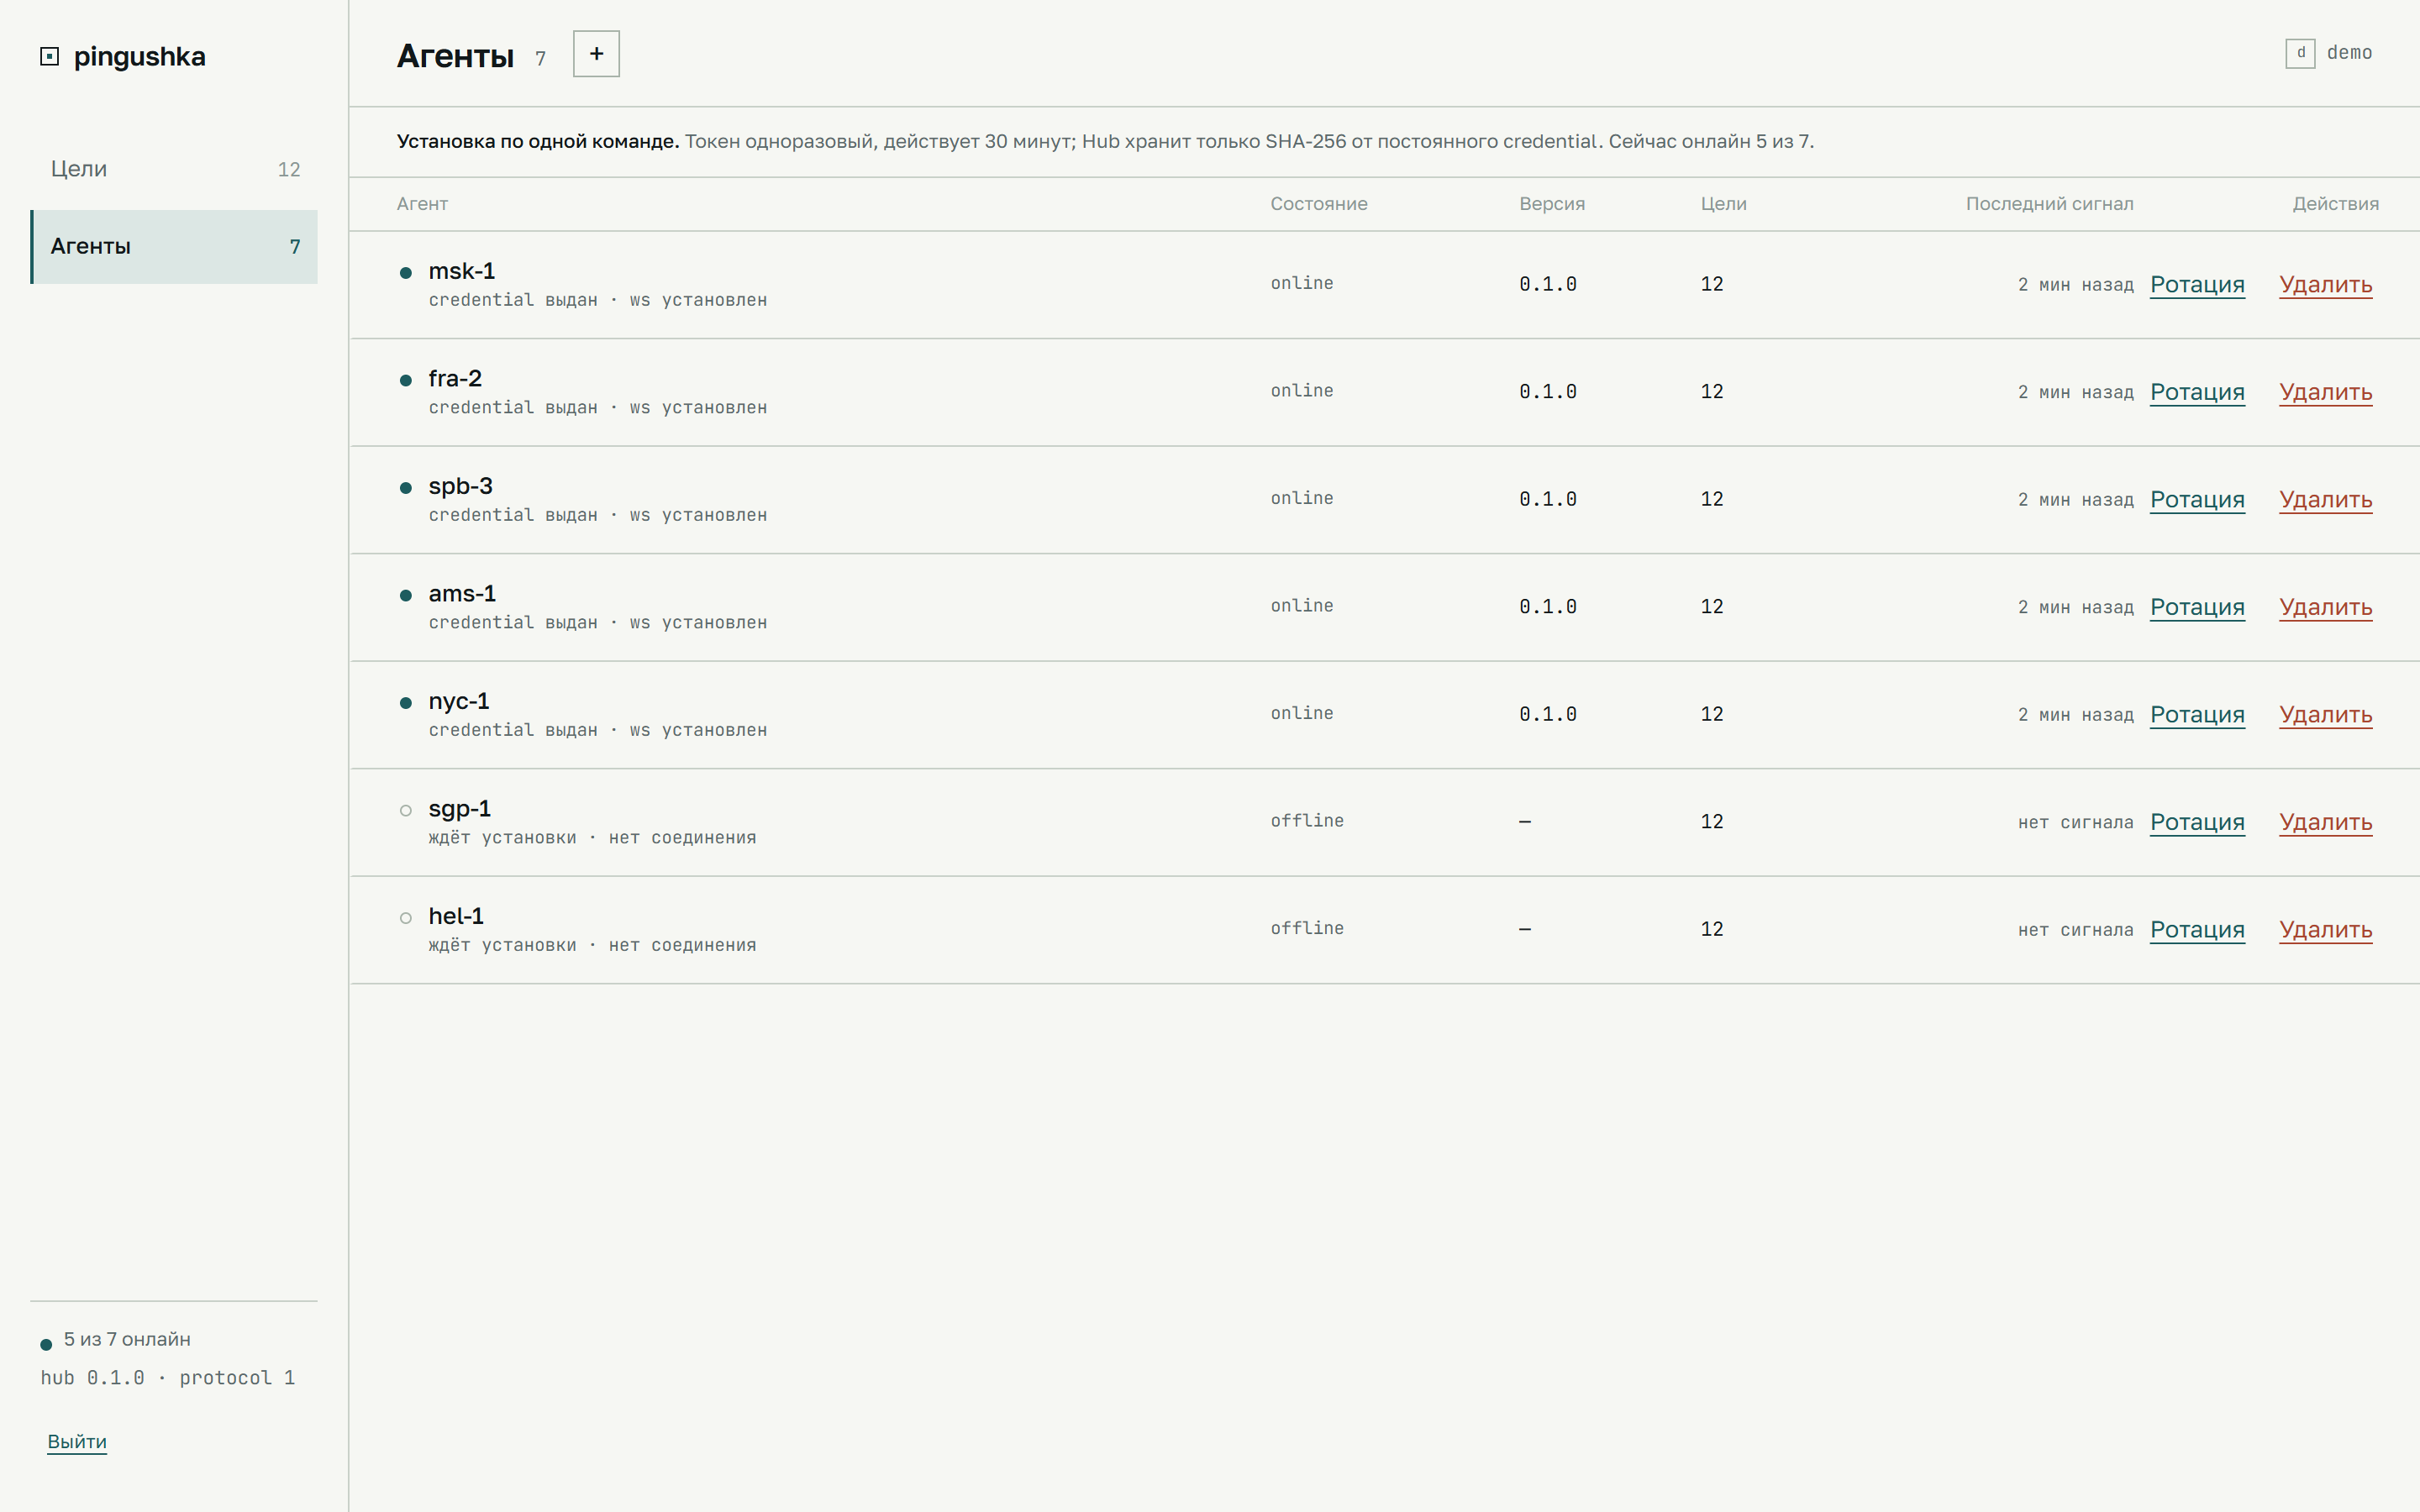 pingushka
Цели 12
Агенты 7
5 из 7 онлайн
hub 0.1.0 · protocol 1
Выйти
Агенты 7 +
d demo
Установка по одной команде. Токен одноразовый, действует 30 минут; Hub хранит только SHA-256 от постоянного credential. Сейчас онлайн 5 из 7.
Агент Состояние Версия Цели Последний сигнал Действия
msk-1
credential выдан · ws установлен
online 0.1.0 12 2 мин назад Ротация Удалить
fra-2
credential выдан · ws установлен
online 0.1.0 12 2 мин назад Ротация Удалить
spb-3
credential выдан · ws установлен
online 0.1.0 12 2 мин назад Ротация Удалить
ams-1
credential выдан · ws установлен
online 0.1.0 12 2 мин назад Ротация Удалить
nyc-1
credential выдан · ws установлен
online 0.1.0 12 2 мин назад Ротация Удалить
sgp-1
ждёт установки · нет соединения
offline — 12 нет сигнала Ротация Удалить
hel-1
ждёт установки · нет соединения
offline — 12 нет сигнала Ротация Удалить